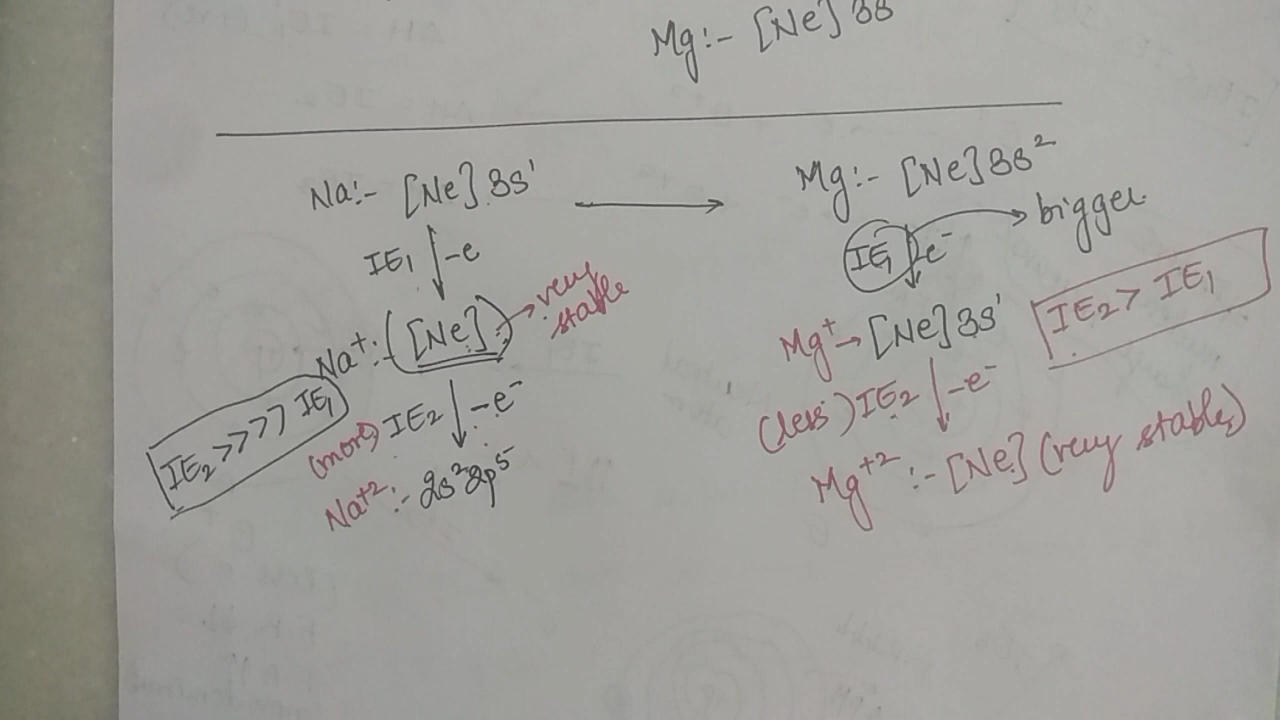 Mg:- [Ne] 3s
Na:- [Ne] 3s¹
Mg:- [Ne] 3s²
IE₁ -e
IE₁ e⁻
bigger
Na⁺:- ([Ne])
very
stable
Mg⁺→ [Ne] 3s¹
IE₂ > IE₁
IE₂ >>>> IE₁
(more) IE₂ -e⁻
(less) IE₂ -e⁻
Na⁺²:- 2s²2p⁵
Mg⁺² :- [Ne] (very stable)